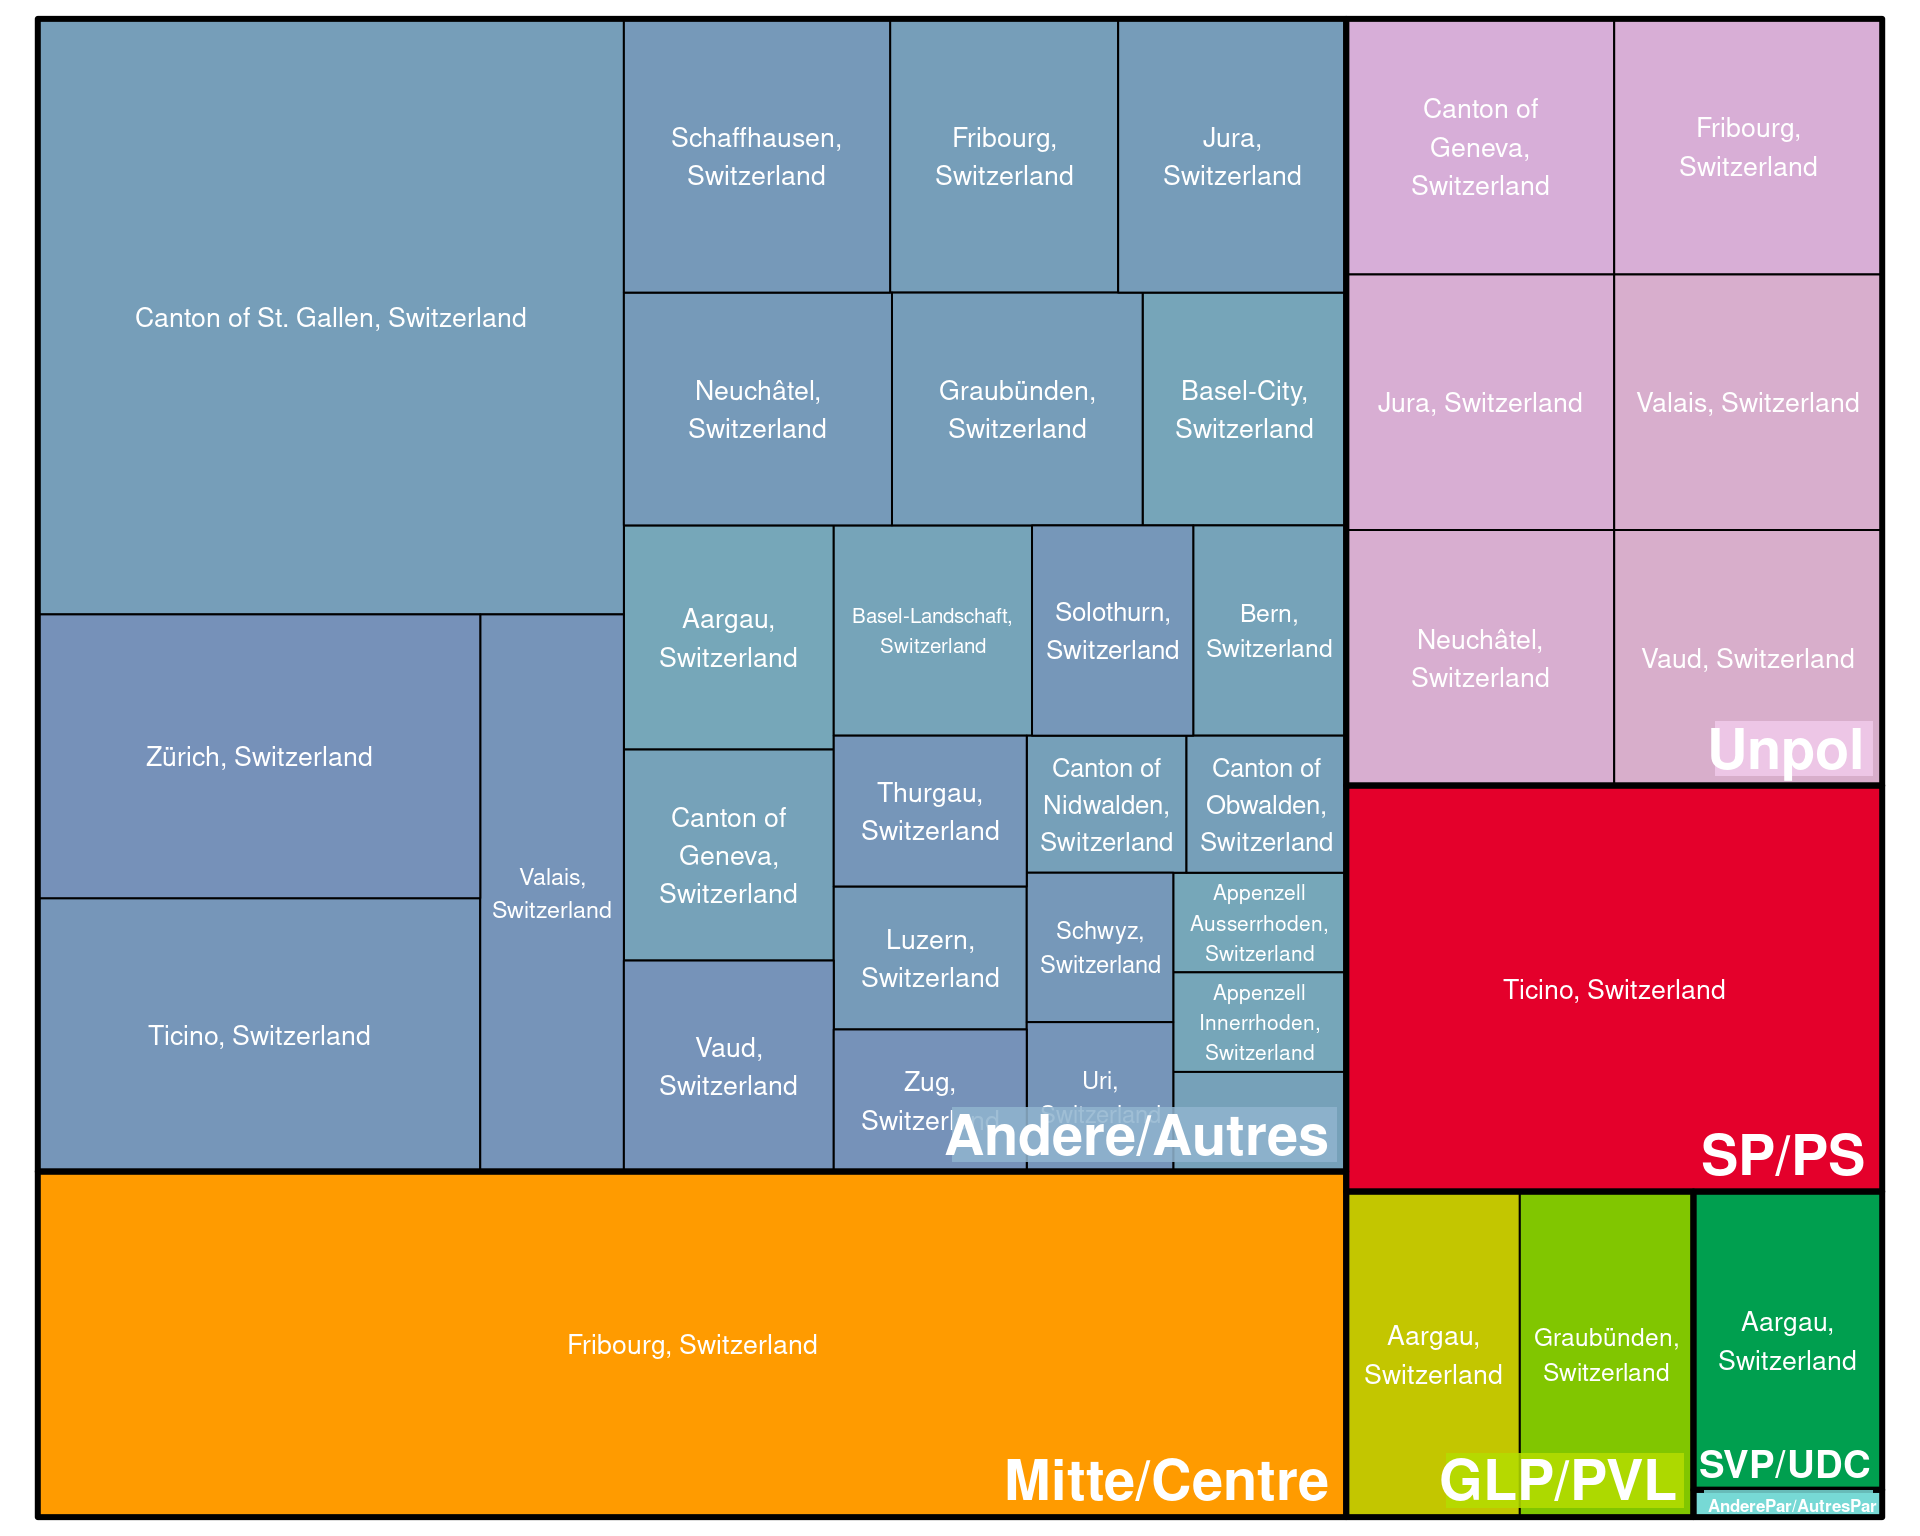 Canton of St. Gallen, Switzerland
Schaffhausen,
Switzerland
Fribourg,
Switzerland
Jura,
Switzerland
Neuchâtel,
Switzerland
Graubünden,
Switzerland
Basel-City,
Switzerland
Zürich, Switzerland
Ticino, Switzerland
Valais,
Switzerland
Aargau,
Switzerland
Basel-Landschaft,
Switzerland
Solothurn,
Switzerland
Bern,
Switzerland
Canton of
Geneva,
Switzerland
Vaud,
Switzerland
Thurgau,
Switzerland
Luzern,
Switzerland
Zug,
Switzerland
Canton of
Nidwalden,
Switzerland
Canton of
Obwalden,
Switzerland
Schwyz,
Switzerland
Uri,
Switzerland
Appenzell
Ausserrhoden,
Switzerland
Appenzell
Innerrhoden,
Switzerland
Andere/Autres
Fribourg, Switzerland
Mitte/Centre
Canton of
Geneva,
Switzerland
Fribourg,
Switzerland
Jura, Switzerland
Valais, Switzerland
Neuchâtel,
Switzerland
Vaud, Switzerland
Unpol
Ticino, Switzerland
SP/PS
Aargau,
Switzerland
Graubünden,
Switzerland
GLP/PVL
Aargau,
Switzerland
SVP/UDC
AnderePar/AutresPar